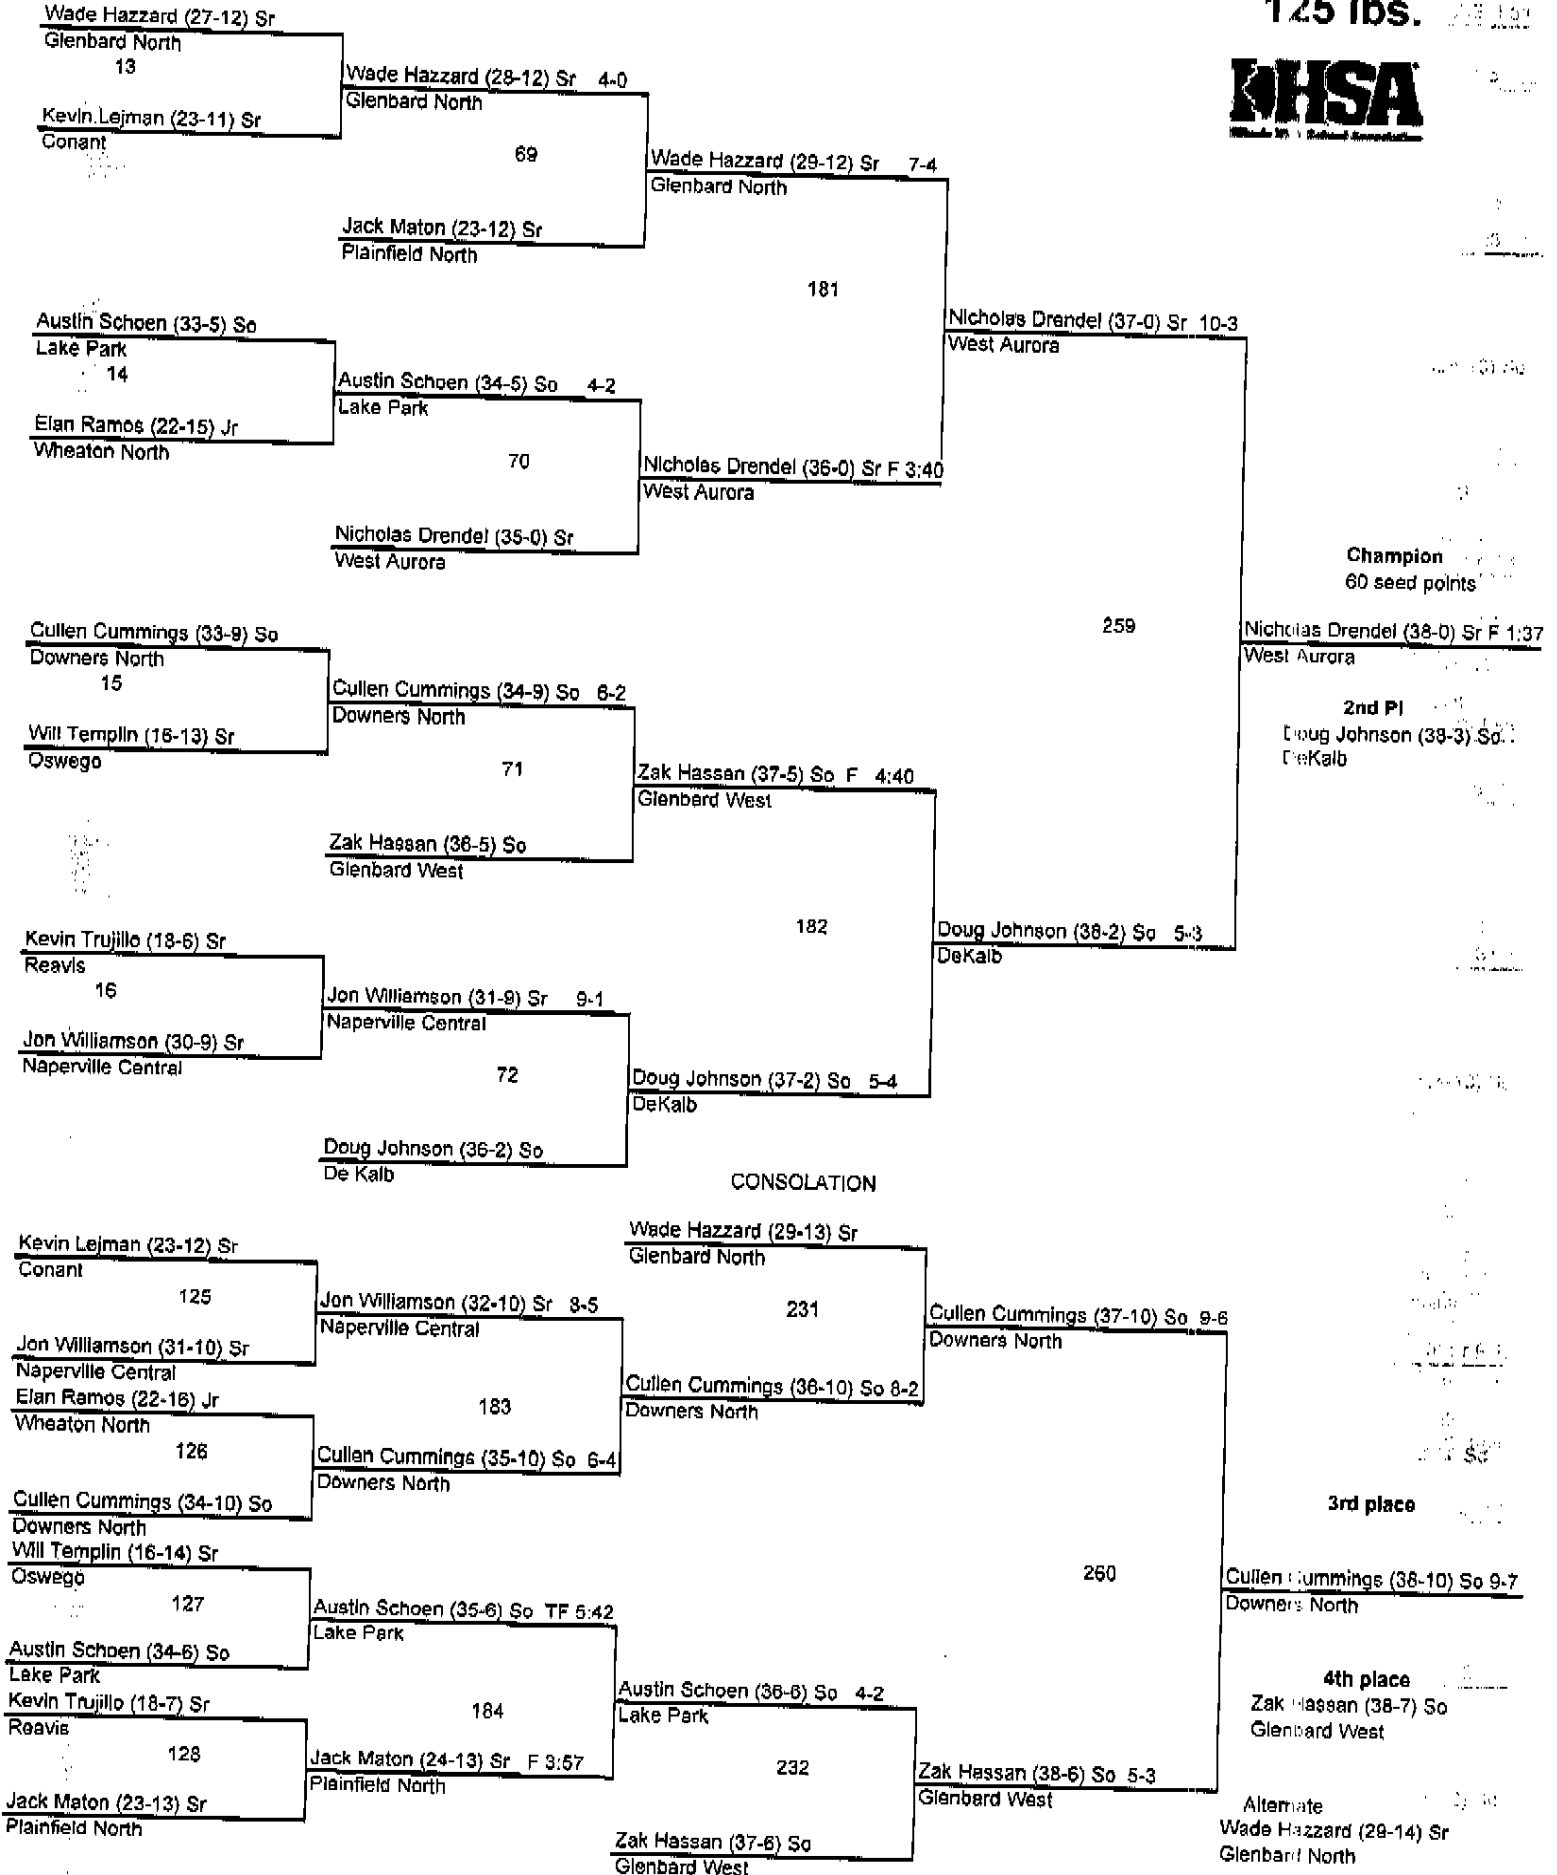 125 lbs.
IHSA
Wade Hazzard (27-12) Sr
Glenbard North
13
Wade Hazzard (28-12) Sr 4-0
Glenbard North
Kevin Lejman (23-11) Sr
Conant
69
Wade Hazzard (29-12) Sr 7-4
Glenbard North
Jack Maton (23-12) Sr
Plainfield North
181
Nicholas Drendel (37-0) Sr 10-3
West Aurora
Austin Schoen (33-5) So
Lake Park
14
Austin Schoen (34-5) So 4-2
Lake Park
Elan Ramos (22-15) Jr
Wheaton North
70
Nicholas Drendel (36-0) Sr F 3:40
West Aurora
Nicholas Drendel (35-0) Sr
West Aurora
Champion
60 seed points
259
Nicholas Drendel (38-0) Sr F 1:37
West Aurora
Cullen Cummings (33-9) So
Downers North
15
Cullen Cummings (34-9) So 6-2
Downers North
2nd Pl
Doug Johnson (38-3) So
DeKalb
Will Templin (16-13) Sr
Oswego
71
Zak Hassan (37-5) So F 4:40
Glenbard West
Zak Hassan (36-5) So
Glenbard West
182
Doug Johnson (38-2) So 5-3
DeKalb
Kevin Trujillo (18-6) Sr
Reavis
16
Jon Williamson (31-9) Sr 9-1
Naperville Central
Jon Williamson (30-9) Sr
Naperville Central
72
Doug Johnson (37-2) So 5-4
DeKalb
Doug Johnson (36-2) So
De Kalb
CONSOLATION
Wade Hazzard (29-13) Sr
Glenbard North
Kevin Lejman (23-12) Sr
Conant
125
Jon Williamson (32-10) Sr 8-5
Naperville Central
231
Cullen Cummings (37-10) So 9-6
Downers North
Jon Williamson (31-10) Sr
Naperville Central
Elan Ramos (22-16) Jr
Wheaton North
183
Cullen Cummings (36-10) So 8-2
Downers North
126
Cullen Cummings (35-10) So 6-4
Downers North
Cullen Cummings (34-10) So
Downers North
3rd place
Will Templin (16-14) Sr
Oswego
260
Cullen Cummings (38-10) So 9-7
Downers North
127
Austin Schoen (35-6) So TF 5:42
Lake Park
Austin Schoen (34-6) So
Lake Park
4th place
Zak Hassan (38-7) So
Glenbard West
Kevin Trujillo (18-7) Sr
Reavis
184
Austin Schoen (36-6) So 4-2
Lake Park
128
Jack Maton (24-13) Sr F 3:57
Plainfield North
232
Zak Hassan (38-6) So 5-3
Glenbard West
Jack Maton (23-13) Sr
Plainfield North
Alternate
Wade Hazzard (29-14) Sr
Glenbard North
Zak Hassan (37-6) So
Glenbard West